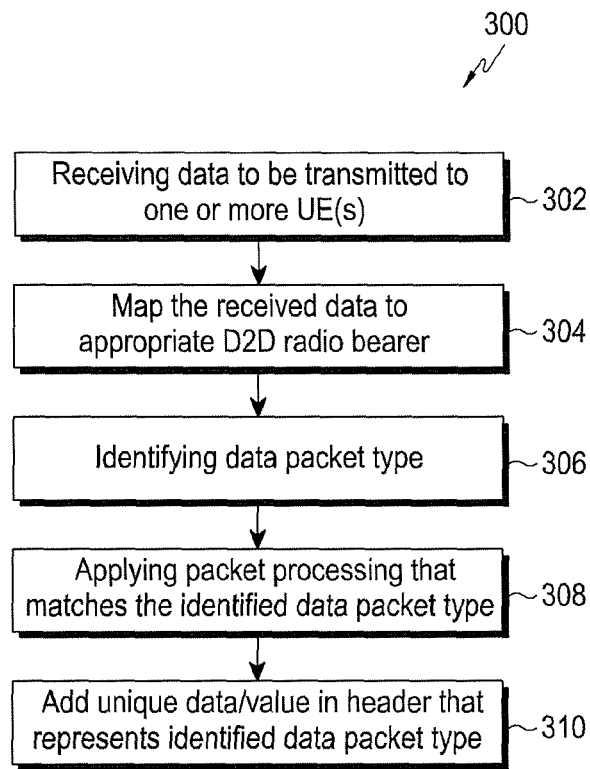 300
Receiving data to be transmitted to
one or more UE(s)
302
Map the received data to
appropriate D2D radio bearer
304
Identifying data packet type
306
Applying packet processing that
matches the identified data packet type
308
Add unique data/value in header that
represents identified data packet type
310